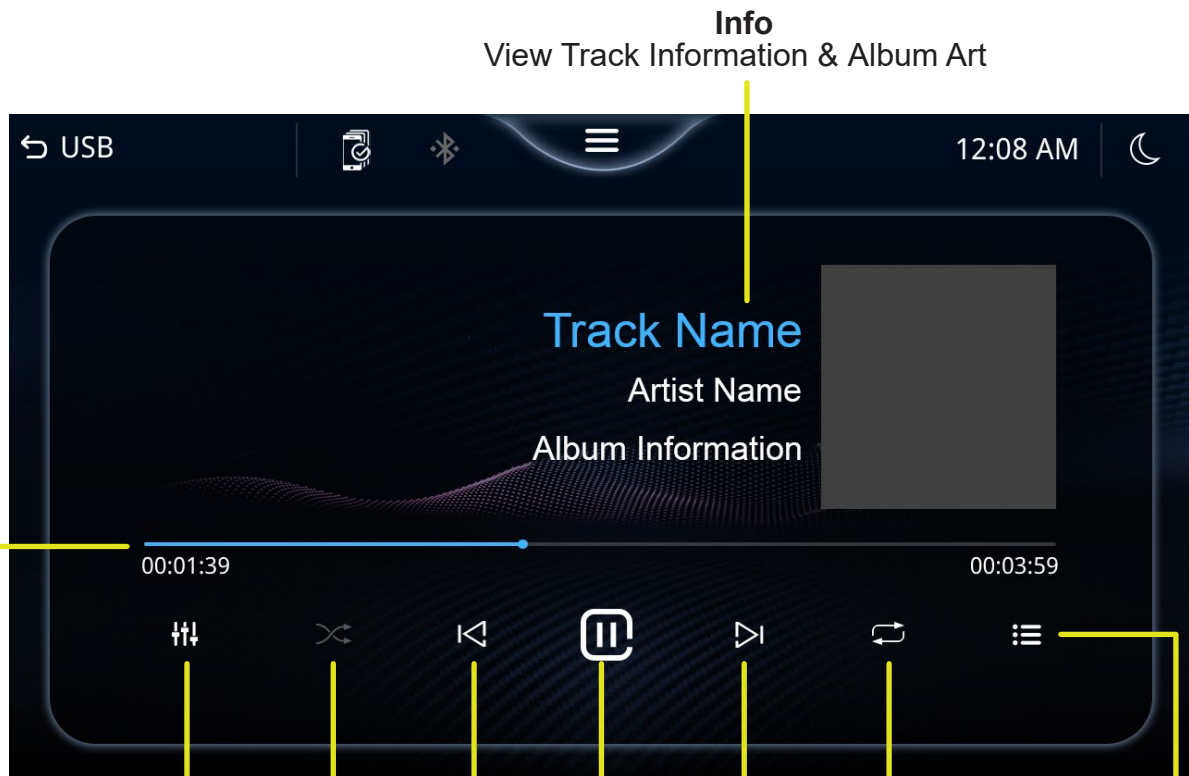 Info
View Track Information & Album Art
USB
12:08 AM
Track Name
Artist Name
Album Information
00:01:39
00:03:59